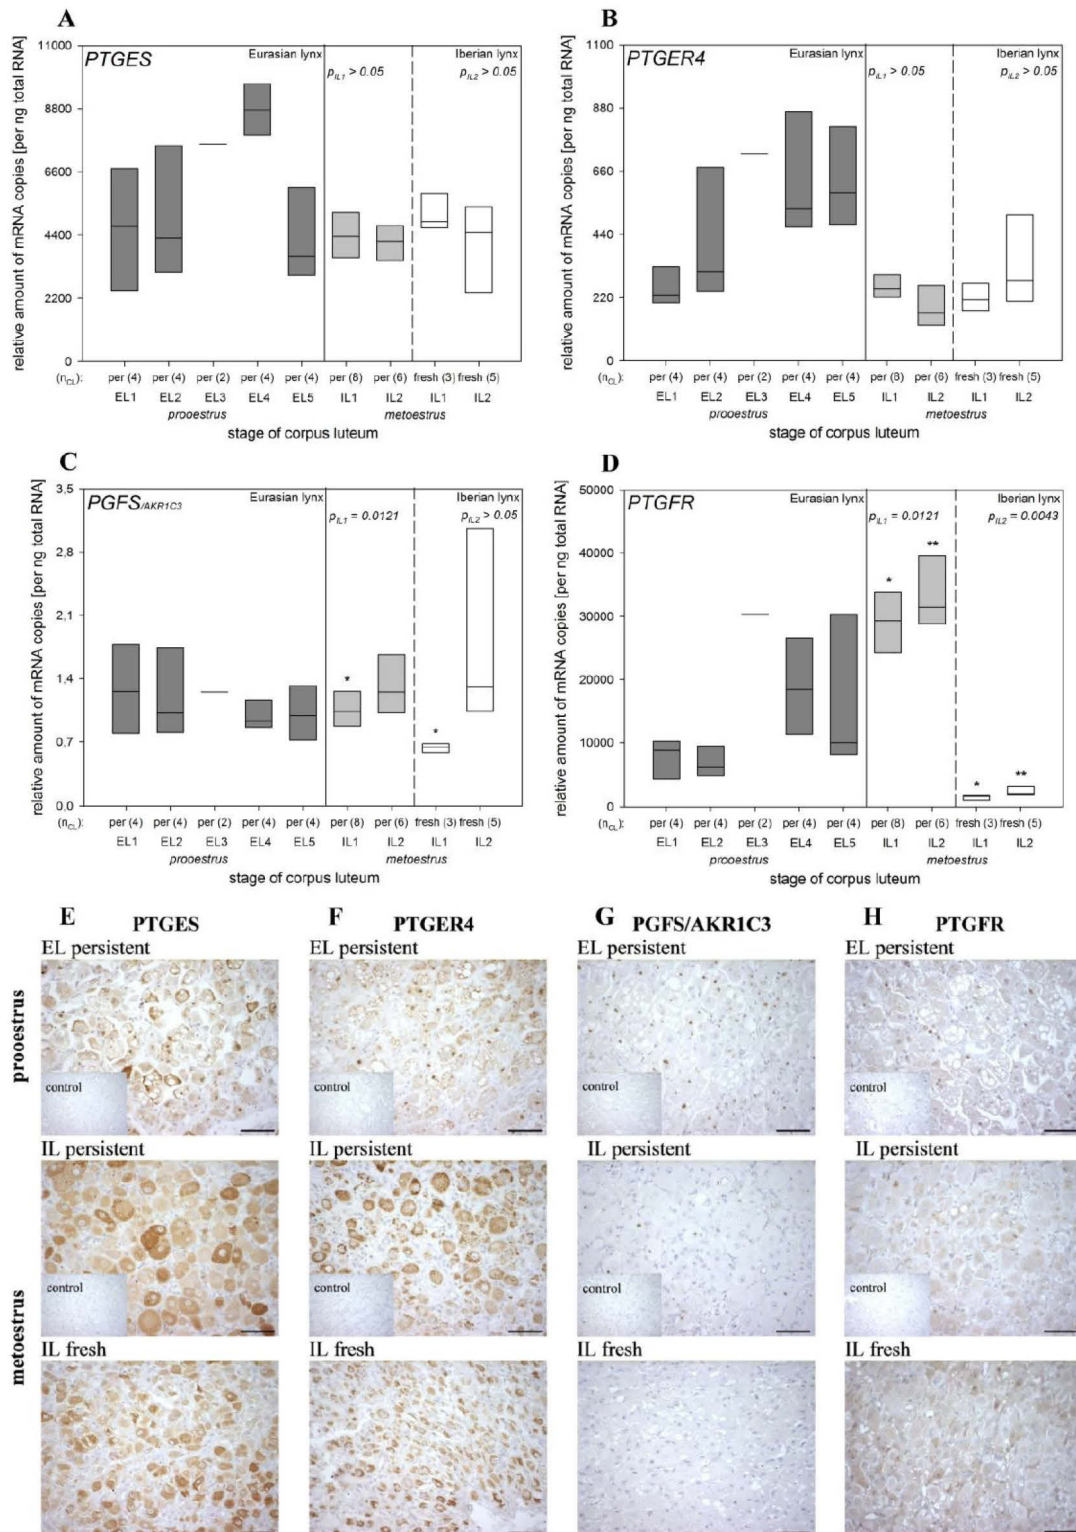 A
relative amount of mRNA copies [per ng total RNA]
PTGES
Eurasian lynx
Iberian lynx
pIL1 > 0.05
pIL2 > 0.05
11000
8800
6600
4400
2200
0
(nCL): per (4) per (4) per (2) per (4) per (4) per (8) per (6) fresh (3) fresh (5)
EL1 EL2 EL3 EL4 EL5 IL1 IL2 IL1 IL2
prooestrus metoestrus
stage of corpus luteum
B
relative amount of mRNA copies [per ng total RNA]
PTGER4
Eurasian lynx
Iberian lynx
pIL1 > 0.05
pIL2 > 0.05
1100
880
660
440
220
0
(nCL): per (4) per (4) per (2) per (4) per (4) per (8) per (6) fresh (3) fresh (5)
EL1 EL2 EL3 EL4 EL5 IL1 IL2 IL1 IL2
prooestrus metoestrus
stage of corpus luteum
C
relative amount of mRNA copies [per ng total RNA]
PGFS/AKR1C3
Eurasian lynx
Iberian lynx
pIL1 = 0.0121
pIL2 > 0.05
3.5
2.8
2.1
1.4
0.7
0.0
* *
(nCL): per (4) per (4) per (2) per (4) per (4) per (8) per (6) fresh (3) fresh (5)
EL1 EL2 EL3 EL4 EL5 IL1 IL2 IL1 IL2
prooestrus metoestrus
stage of corpus luteum
D
relative amount of mRNA copies [per ng total RNA]
PTGFR
Eurasian lynx
Iberian lynx
pIL1 = 0.0121
pIL2 = 0.0043
50000
40000
30000
20000
10000
0
* ** * **
(nCL): per (4) per (4) per (2) per (4) per (4) per (8) per (6) fresh (3) fresh (5)
EL1 EL2 EL3 EL4 EL5 IL1 IL2 IL1 IL2
prooestrus metoestrus
stage of corpus luteum
E PTGES F PTGER4 G PGFS/AKR1C3 H PTGFR
EL persistent EL persistent EL persistent EL persistent
prooestrus
control control control control
IL persistent IL persistent IL persistent IL persistent
metoestrus
control control control control
IL fresh IL fresh IL fresh IL fresh